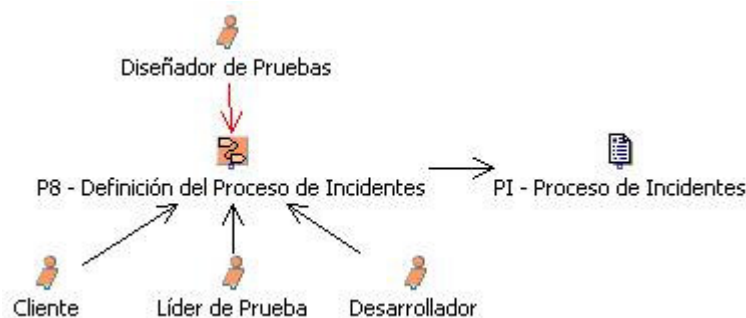 Diseñador de Pruebas
P8 - Definición del Proceso de Incidentes
PI - Proceso de Incidentes
Cliente
Líder de Prueba
Desarrollador